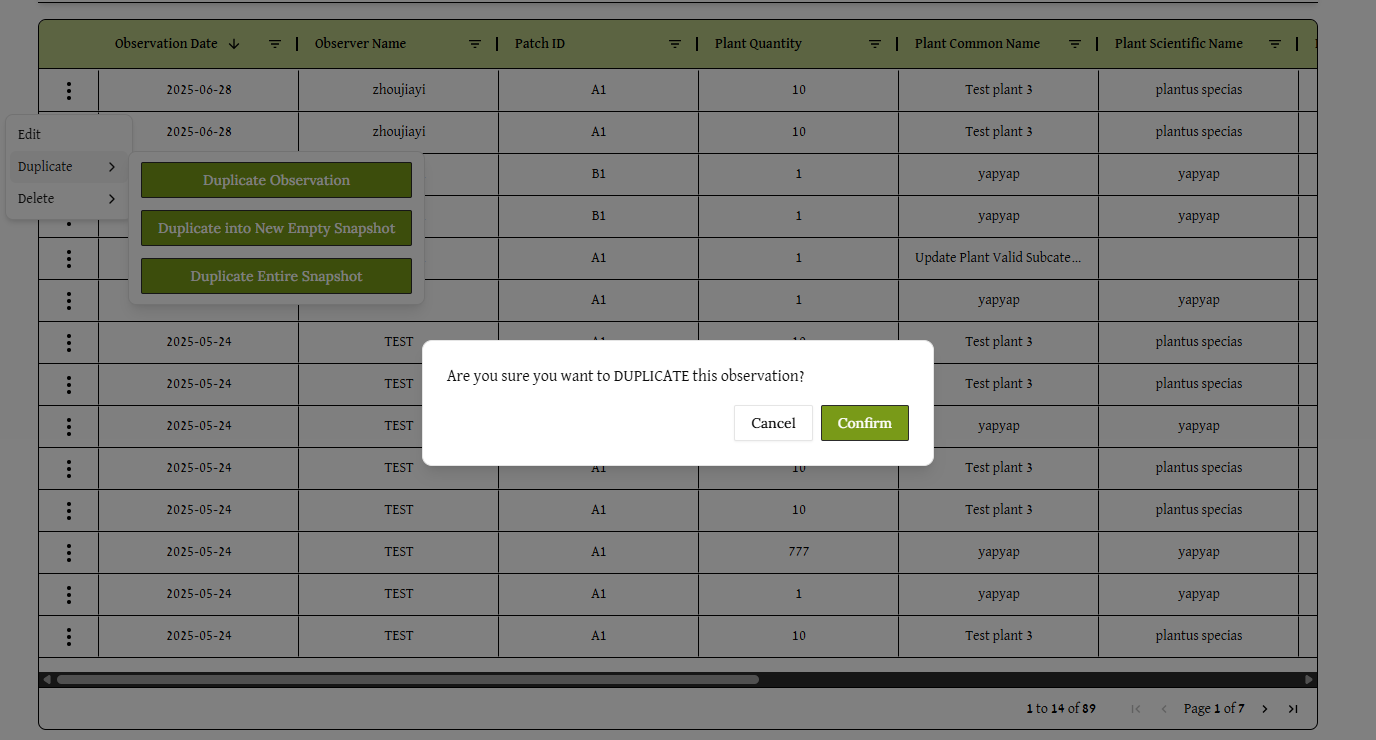 Observation Date Observer Name Patch ID Plant Quantity Plant Common Name Plant Scientific Name
2025-06-28 zhoujiayi A1 10 Test plant 3 plantus specias
2025-06-28 zhoujiayi A1 10 Test plant 3 plantus specias
Edit
Duplicate
Delete
Duplicate Observation
Duplicate into New Empty Snapshot
Duplicate Entire Snapshot
B1 1 yapyap yapyap
B1 1 yapyap yapyap
A1 1 Update Plant Valid Subcate...
A1 1 yapyap yapyap
2025-05-24 TEST A1 10 Test plant 3 plantus specias
2025-05-24 TEST Test plant 3 plantus specias
2025-05-24 TEST yapyap yapyap
2025-05-24 TEST A1 10 Test plant 3 plantus specias
2025-05-24 TEST A1 10 Test plant 3 plantus specias
2025-05-24 TEST A1 777 yapyap yapyap
2025-05-24 TEST A1 1 yapyap yapyap
2025-05-24 TEST A1 10 Test plant 3 plantus specias
Are you sure you want to DUPLICATE this observation?
Cancel Confirm
1 to 14 of 89 Page 1 of 7